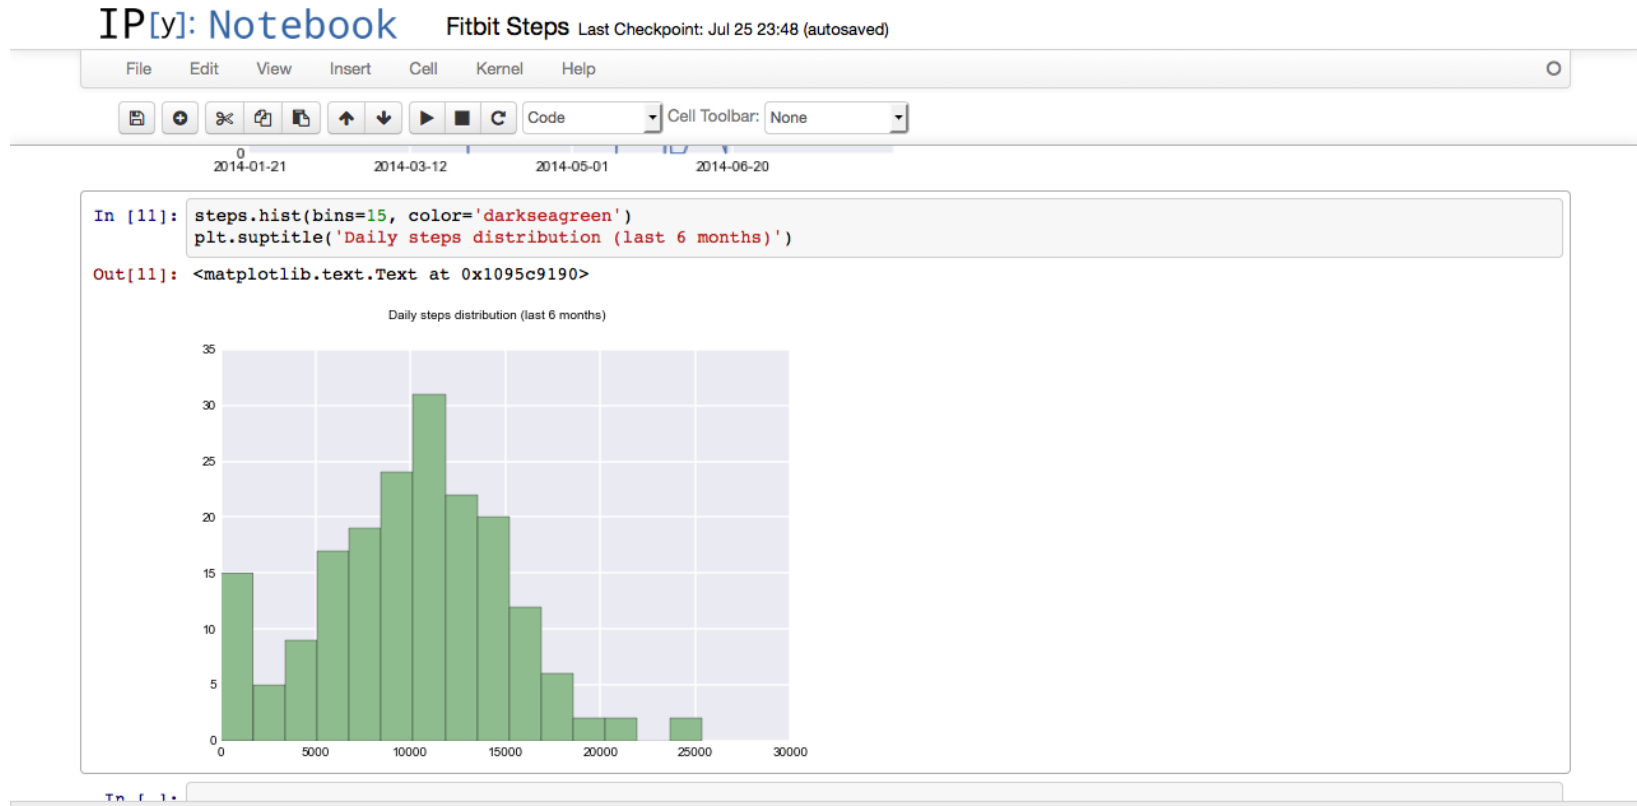 IP[y]: Notebook Fitbit Steps Last Checkpoint: Jul 25 23:48 (autosaved)
File Edit View Insert Cell Kernel Help
Code Cell Toolbar: None
0
2014-01-21 2014-03-12 2014-05-01 2014-06-20
In [11]: steps.hist(bins=15, color='darkseagreen')
plt.suptitle('Daily steps distribution (last 6 months)')
Out[11]: <matplotlib.text.Text at 0x1095c9190>
Daily steps distribution (last 6 months)
35
30
25
20
15
10
5
0
0 5000 10000 15000 20000 25000 30000
In [ ]: